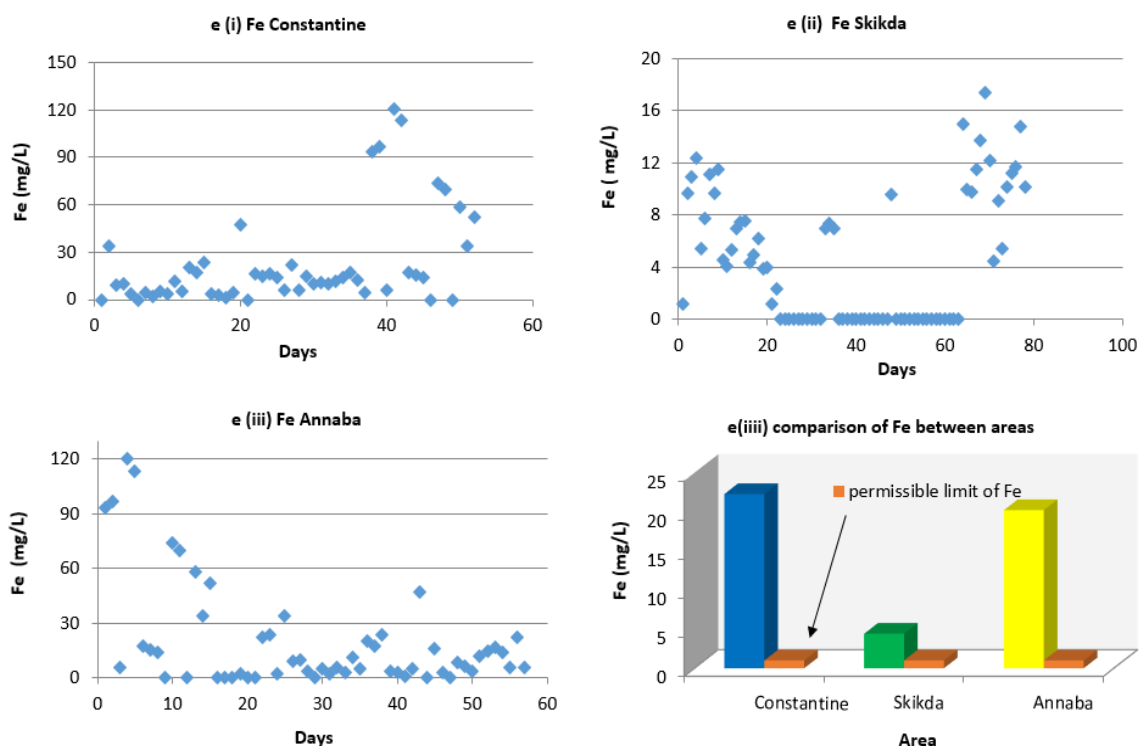 e (i) Fe Constantine
150
120
90
60
30
0
Fe (mg/L)
0 20 40 60
Days
e (ii) Fe Skikda
20
16
12
8
4
0
Fe ( mg/L)
0 20 40 60 80 100
Days
e (iii) Fe Annaba
120
90
60
30
0
Fe (mg/L)
0 10 20 30 40 50 60
Days
e(iiii) comparison of Fe between areas
permissible limit of Fe
25
20
15
10
5
0
Fe (mg/L)
Constantine Skikda Annaba
Area